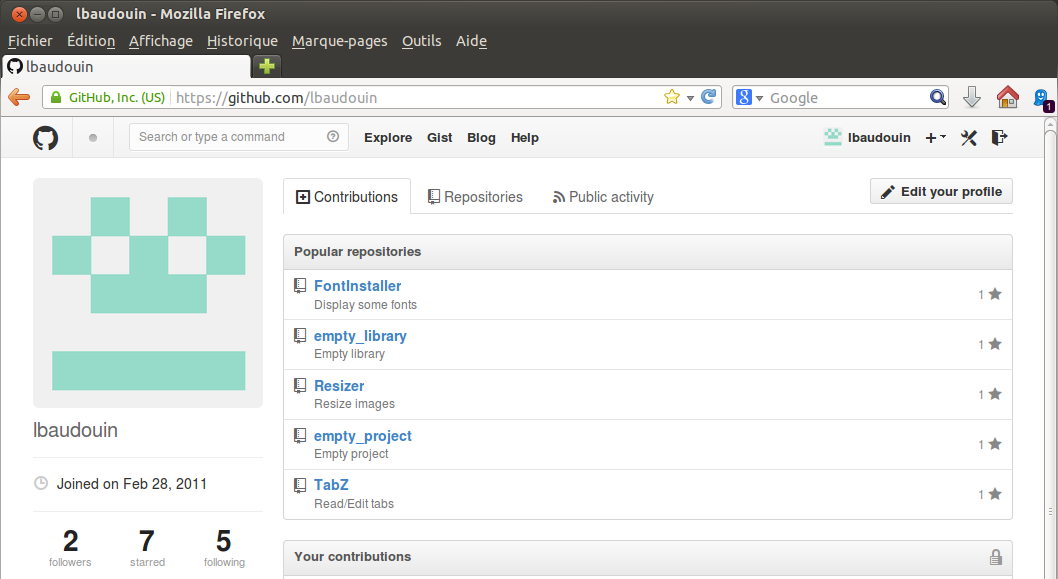 lbaudouin - Mozilla Firefox
Fichier Édition Affichage Historique Marque-pages Outils Aide
lbaudouin
GitHub, Inc. (US) https://github.com/lbaudouin Google
1
Search or type a command Explore Gist Blog Help lbaudouin
Contributions Repositories Public activity Edit your profile
Popular repositories
FontInstaller
Display some fonts
1
empty_library
Empty library
1
Resizer
Resize images
1
empty_project
Empty project
1
TabZ
Read/Edit tabs
1
Your contributions
lbaudouin
Joined on Feb 28, 2011
2 7 5
followers starred following